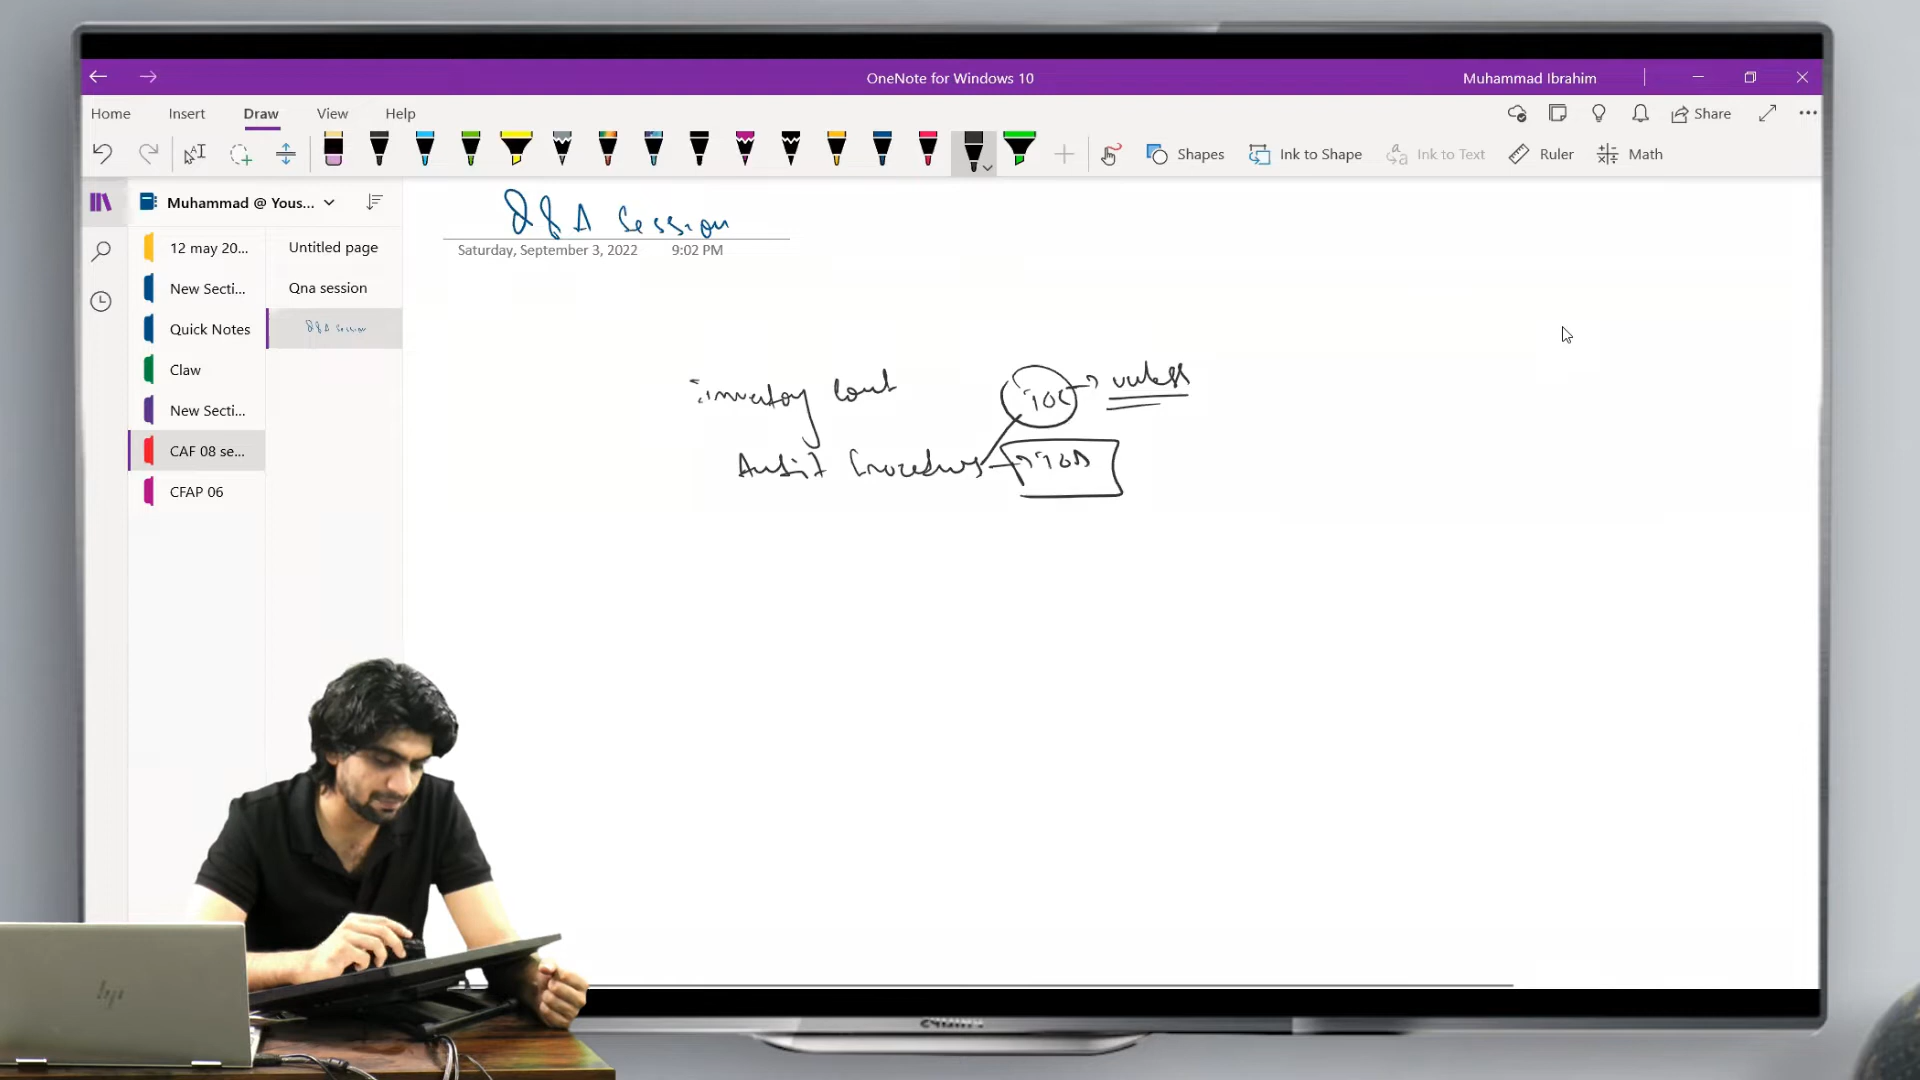 OneNote for Windows 10
Muhammad Ibrahim
Home Insert Draw View Help
Share
Shapes Ink to Shape Ink to Text Ruler Math
Muhammad @ Yous...
12 may 20...
New Secti...
Quick Notes
Claw
New Secti...
CAF 08 se...
CFAP 06
Untitled page
Qna session
Q & A Session
Q & A Session
Saturday, September 3, 2022 9:02 PM
Inventory Count
TOC
Audit Procedures TOD
hp